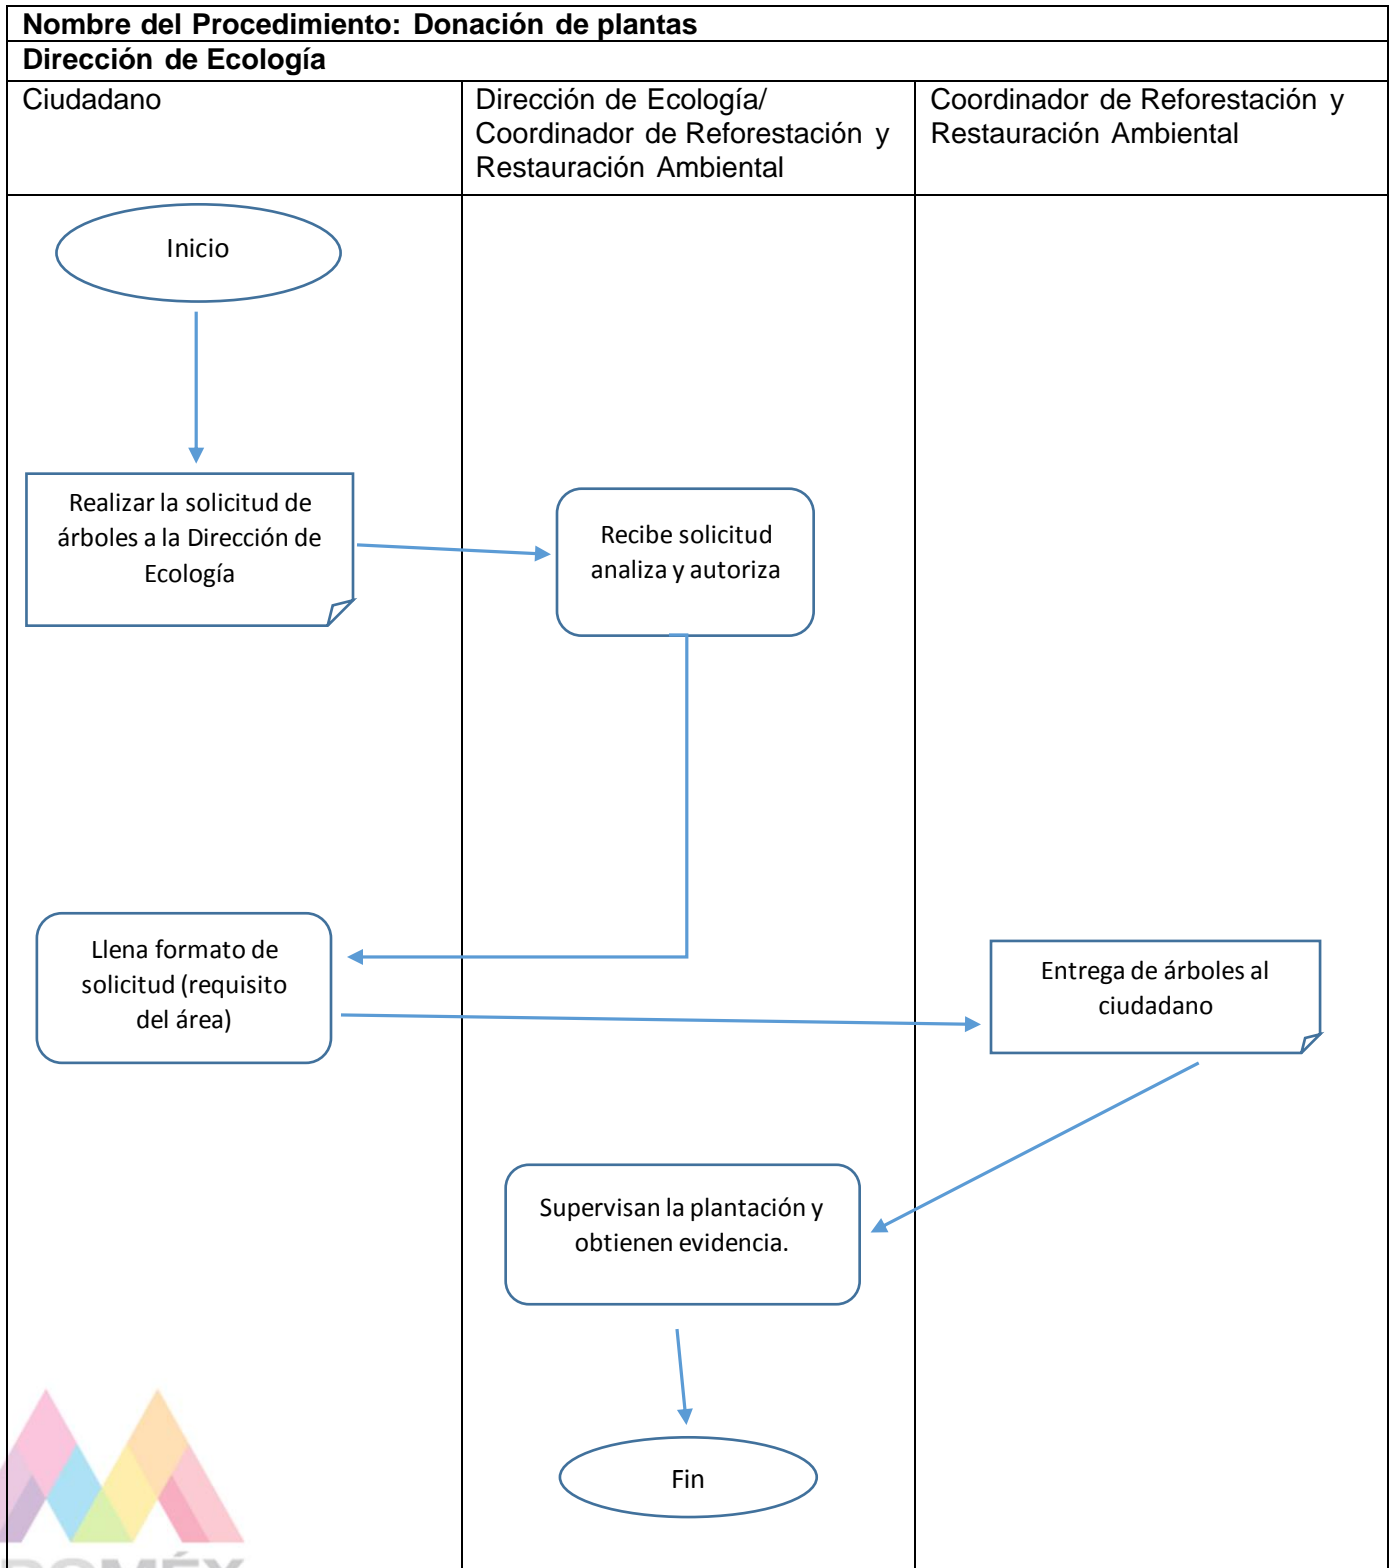 Nombre del Procedimiento: Donación de plantas
Dirección de Ecología
Ciudadano
Dirección de Ecología/
Coordinador de Reforestación y
Restauración Ambiental
Coordinador de Reforestación y
Restauración Ambiental
Inicio
Realizar la solicitud de
árboles a la Dirección de
Ecología
Recibe solicitud
analiza y autoriza
Llena formato de
solicitud (requisito
del área)
Entrega de árboles al
ciudadano
Supervisan la plantación y
obtienen evidencia.
Fin